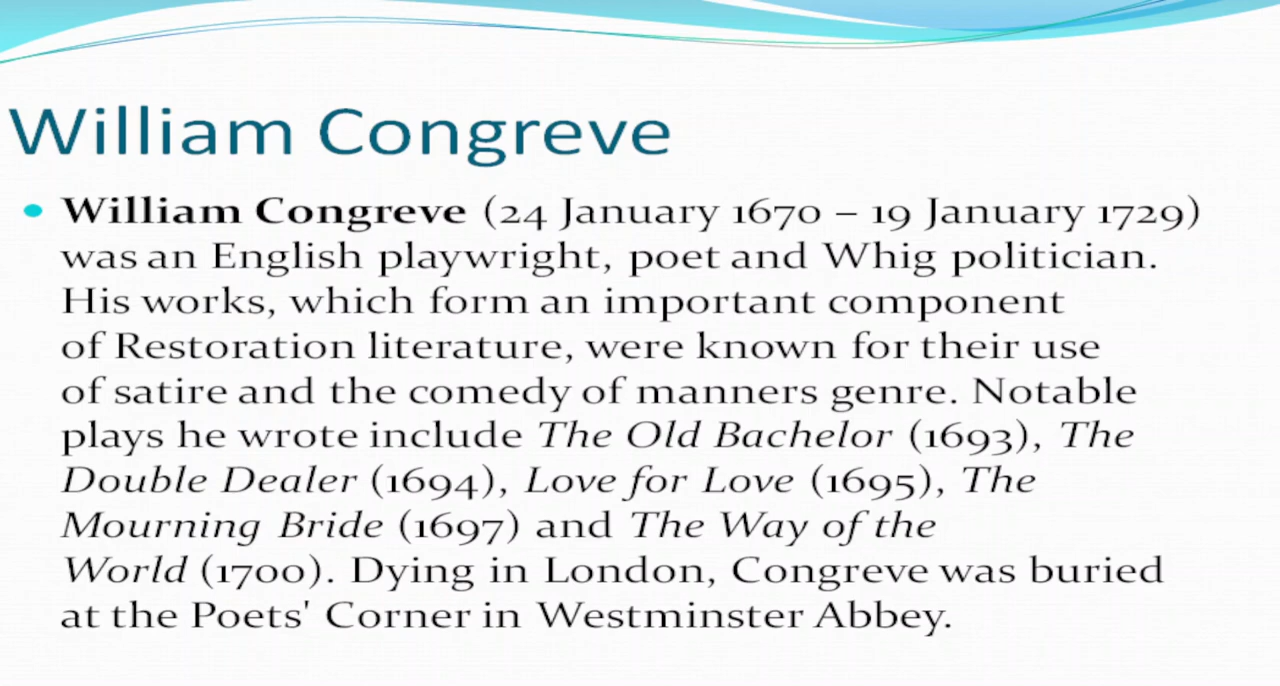 William Congreve
• William Congreve (24 January 1670 – 19 January 1729)
was an English playwright, poet and Whig politician.
His works, which form an important component
of Restoration literature, were known for their use
of satire and the comedy of manners genre. Notable
plays he wrote include The Old Bachelor (1693), The
Double Dealer (1694), Love for Love (1695), The
Mourning Bride (1697) and The Way of the
World (1700). Dying in London, Congreve was buried
at the Poets' Corner in Westminster Abbey.